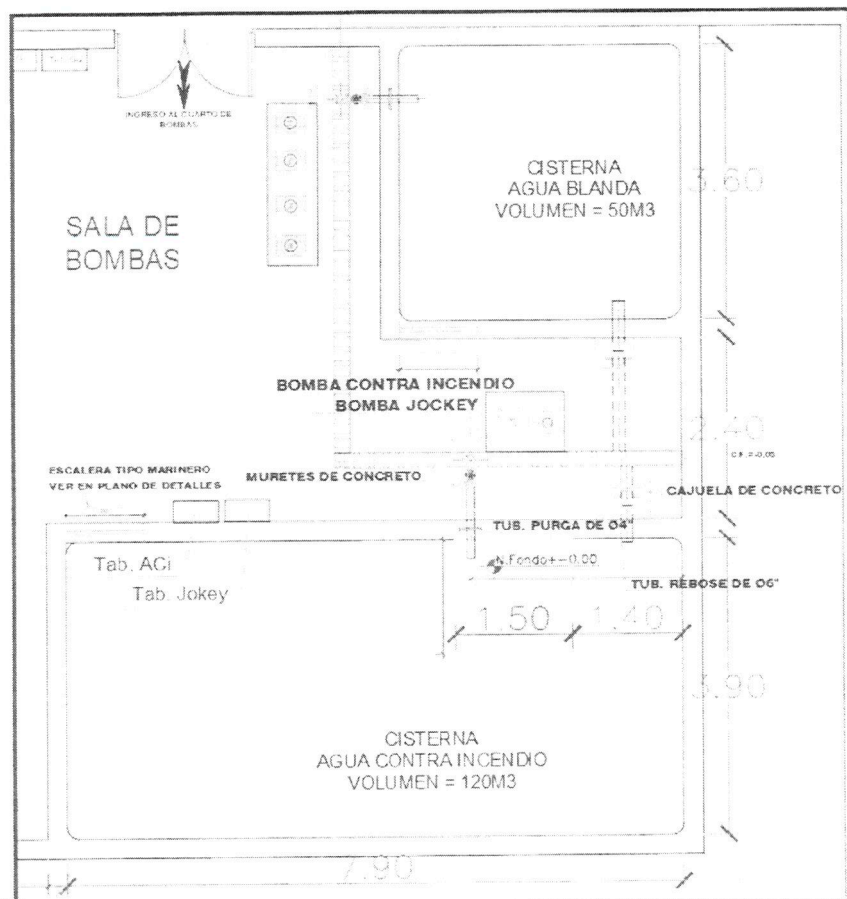 INGRESO AL CUARTO DE
BOMBAS
SALA DE
BOMBAS
CISTERNA
AGUA BLANDA
VOLUMEN = 50M3
3.60
BOMBA CONTRA INCENDIO
BOMBA JOCKEY
2.40
ESCALERA TIPO MARINERO
VER EN PLANO DE DETALLES
MURETES DE CONCRETO
CAJUELA DE CONCRETO
TUB. PURGA DE Ø4"
Tab. ACi
Tab. Jokey
N.Fondo+-0.00
TUB. REBOSE DE Ø6"
1.50
1.40
3.90
CISTERNA
AGUA CONTRA INCENDIO
VOLUMEN = 120M3
7.90